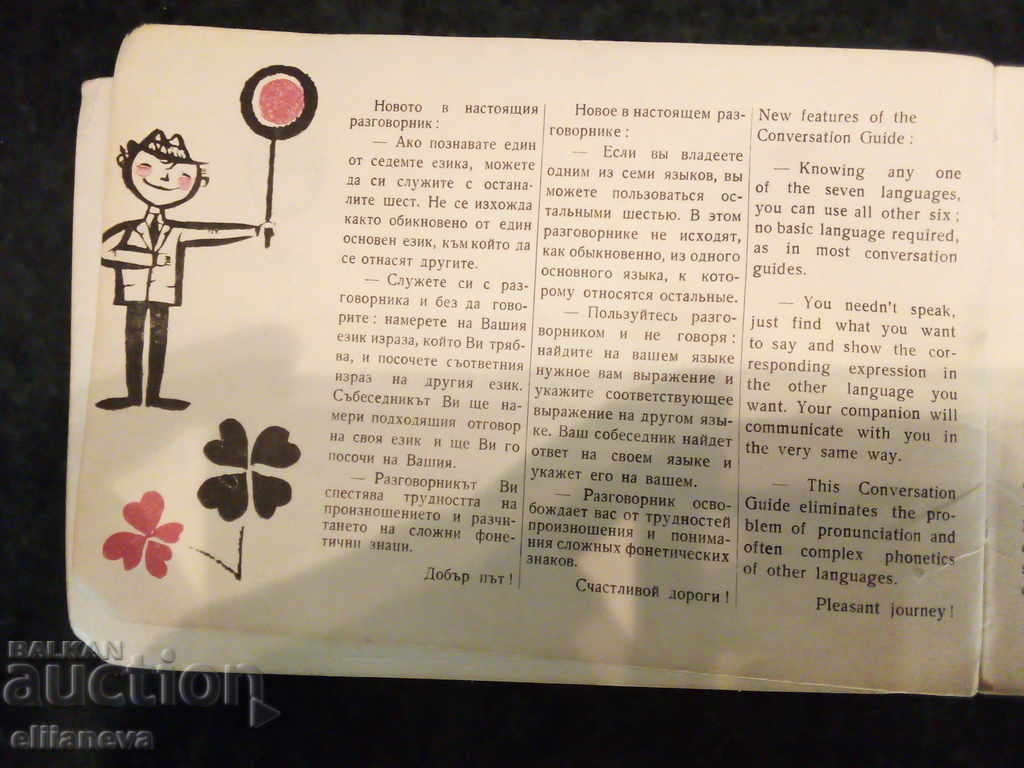 Новото в настоящия
разговорник:
— Ако познавате един
от седемте езика, можете
да си служите с остана-
лите шест. Не се изхожда
както обикновено от един
основен език, към който да
се отнасят другите.
— Служете си с раз-
говорника и без да гово-
рите: намерете на Вашия
език израза, който Ви тряб-
ва, и посочете съответния
израз на другия език.
Събеседникът Ви ще на-
мери подходящия отговор
на своя език и ще Ви го
посочи на Вашия.
— Разговорникът Ви
спестява трудността на
произношението и разчи-
тането на сложни фоне-
тични знаци.
Добър път!
Новое в настоящем раз-
говорнике:
— Если вы владеете
одним из семи языков, вы
можете пользоваться ос-
тальными шестью. В этом
разговорнике не исходят,
как обыкновенно, из одного
основного языка, к кото-
рому относятся остальные.
— Пользуйтесь разго-
ворником и не говоря:
найдите на вашем языке
нужное вам выражение и
укажите соответствующее
выражение на другом язы-
ке. Ваш собеседник найдет
ответ на своем языке и
укажет его на вашем.
— Разговорник осво-
бождает вас от трудностей
произношения и понима-
ния сложных фонетических
знаков.
Счастливой дороги!
New features of the
Conversation Guide:
— Knowing any one
of the seven languages,
you can use all other six;
no basic language required,
as in most conversation
guides.
— You needn't speak,
just find what you want
to say and show the cor-
responding expression in
the other language you
want. Your companion will
communicate with you in
the very same way.
— This Conversation
Guide eliminates the pro-
blem of pronunciation and
often complex phonetics
of other languages.
Pleasant journey!
BALKAN
auction
ellianeva